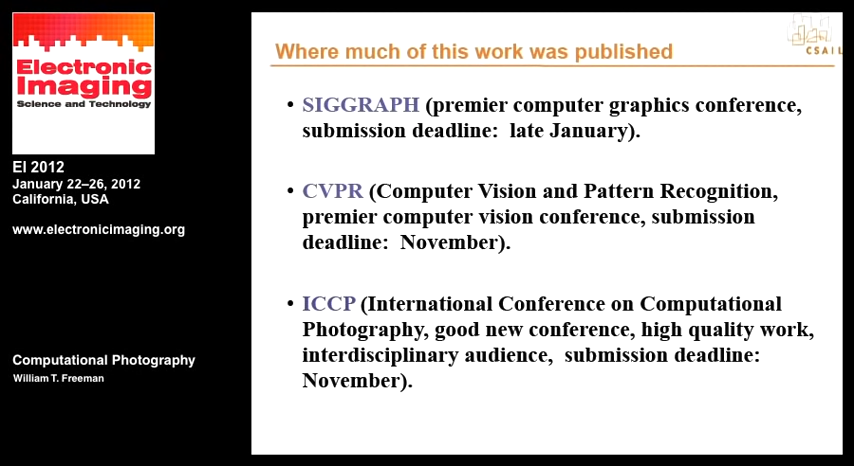 Electronic
Imaging
Science and Technology
EI 2012
January 22–26, 2012
California, USA
www.electronicimaging.org
Computational Photography
William T. Freeman
Where much of this work was published
CSAIL
• SIGGRAPH (premier computer graphics conference,
submission deadline: late January).
• CVPR (Computer Vision and Pattern Recognition,
premier computer vision conference, submission
deadline: November).
• ICCP (International Conference on Computational
Photography, good new conference, high quality work,
interdisciplinary audience, submission deadline:
November).